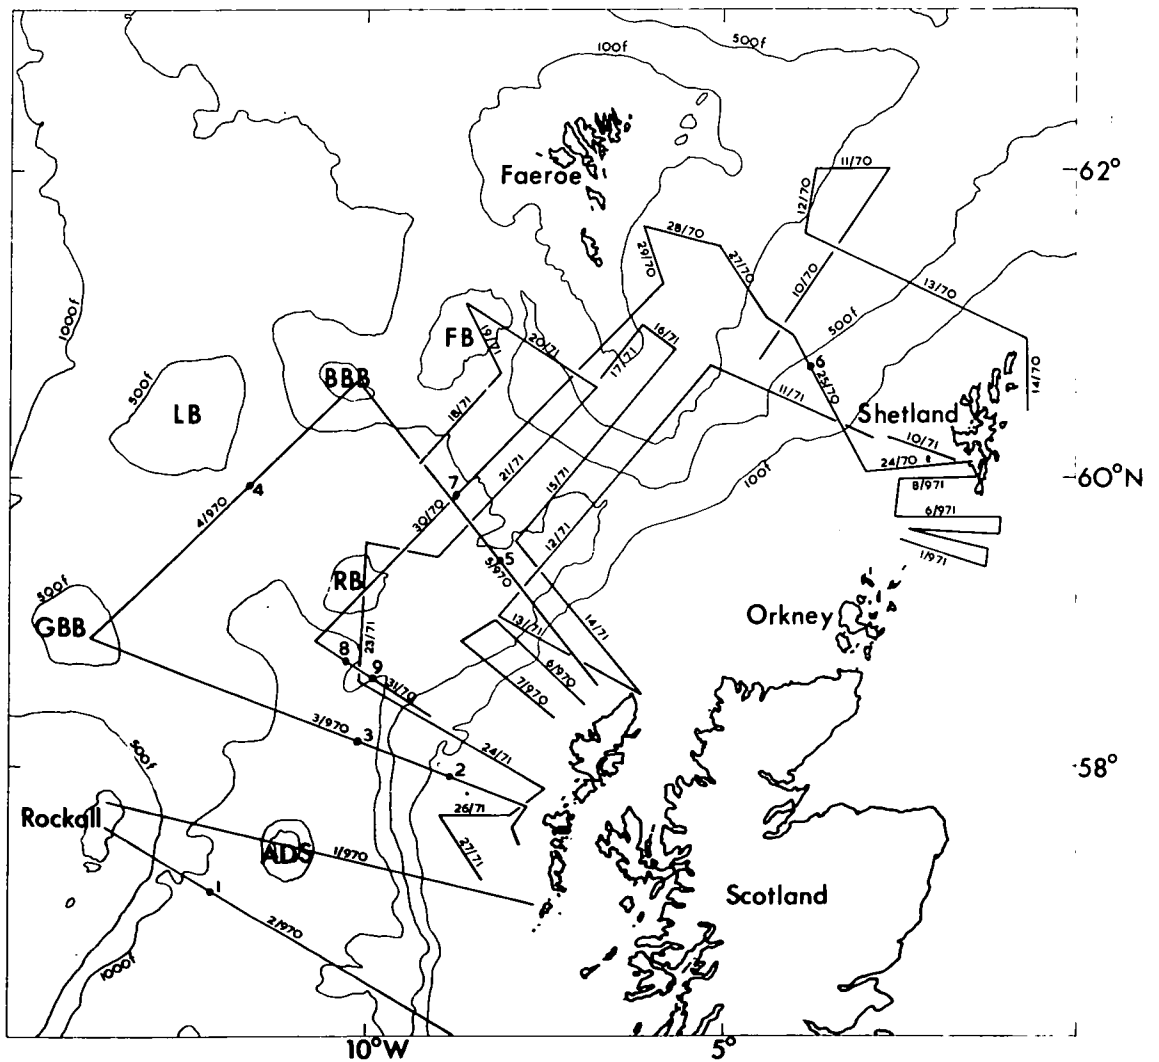 500f
100f
11/70
62°
12/70
Faeroe
28/70
29/70
27/70
10/70
13/70
1000f
500f
FB
19/71
20/71
17/71
16/71
6
25/70
14/70
BBB
500f
LB
18/71
11/71
Shetland
10/71
24/70
100f
60°N
4
7
21/71
15/71
8/971
4/970
30/70
6/971
12/71
1/971
5
5/970
RB
500f
GBB
Orkney
23/71
14/71
13/71
8
9
31/70
6/970
7/970
3/970
3
24/71
500f
2
58°
Rockall
26/71
ADS
1/970
27/71
1
2/970
Scotland
1000f
10°W
5°